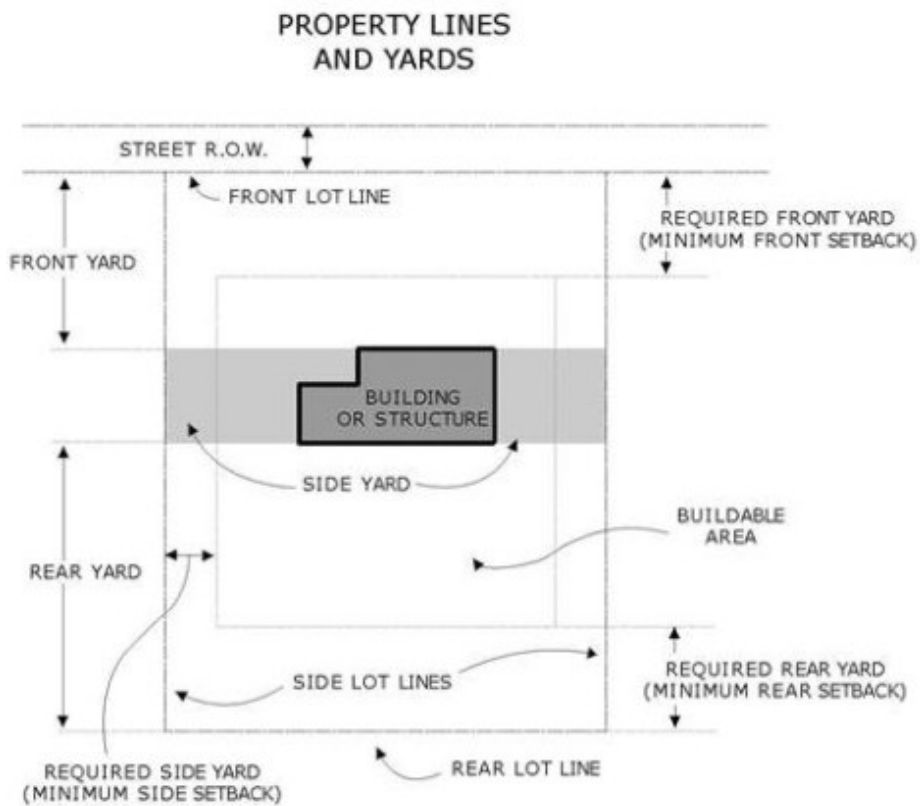 PROPERTY LINES
AND YARDS
STREET R.O.W.
FRONT LOT LINE
REQUIRED FRONT YARD
(MINIMUM FRONT SETBACK)
FRONT YARD
BUILDING
OR STRUCTURE
SIDE YARD
BUILDABLE
AREA
REAR YARD
SIDE LOT LINES
REQUIRED REAR YARD
(MINIMUM REAR SETBACK)
REQUIRED SIDE YARD
(MINIMUM SIDE SETBACK)
REAR LOT LINE